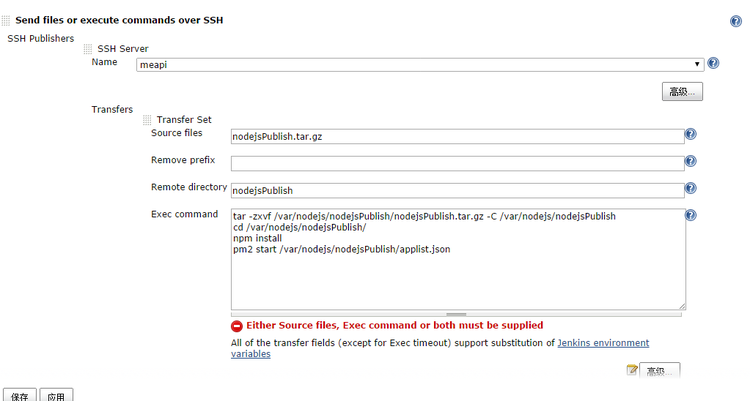 Send files or execute commands over SSH
SSH Publishers
SSH Server
Name
meapi
高级...
Transfers
Transfer Set
Source files
nodejsPublish.tar.gz
Remove prefix
Remote directory
nodejsPublish
Exec command
tar -zxvf /var/nodejs/nodejsPublish/nodejsPublish.tar.gz -C /var/nodejs/nodejsPublish
cd /var/nodejs/nodejsPublish/
npm install
pm2 start /var/nodejs/nodejsPublish/applist.json
Either Source files, Exec command or both must be supplied
All of the transfer fields (except for Exec timeout) support substitution of Jenkins environment
variables
高级...
保存 应用